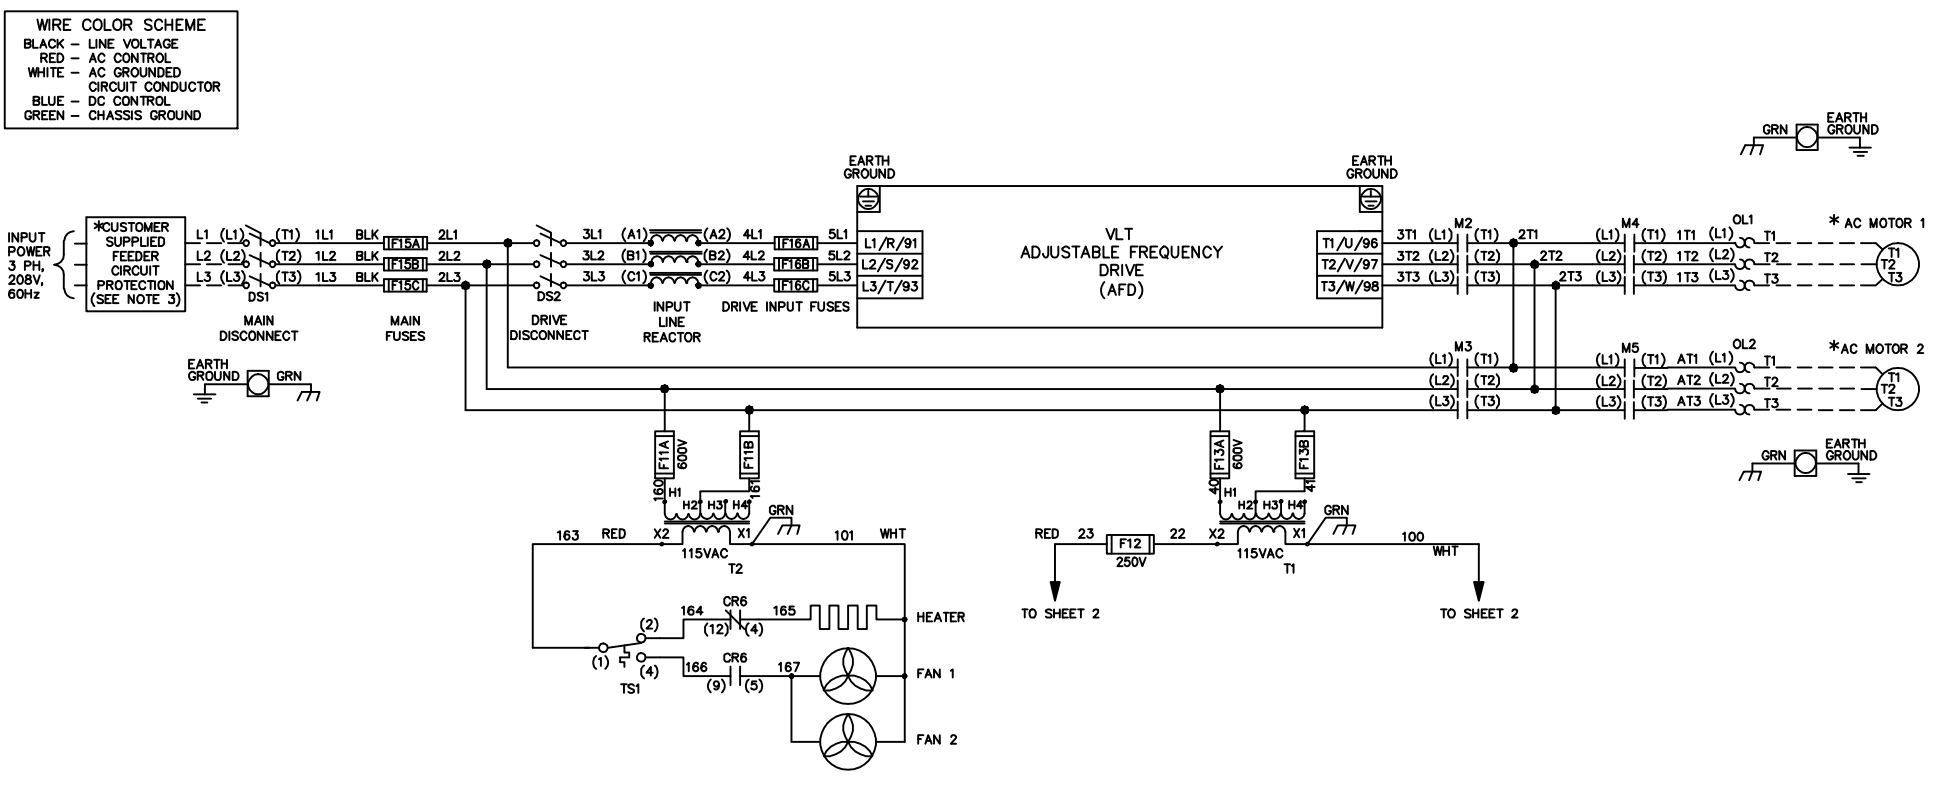 WIRE COLOR SCHEME
BLACK – LINE VOLTAGE
RED – AC CONTROL
WHITE – AC GROUNDED
CIRCUIT CONDUCTOR
BLUE – DC CONTROL
GREEN – CHASSIS GROUND
GRN
EARTH
GROUND
EARTH
GROUND
EARTH
GROUND
INPUT
POWER
3 PH,
208V,
60Hz
*CUSTOMER
SUPPLIED
FEEDER
CIRCUIT
PROTECTION
(SEE NOTE 3)
L1 (L1) (T1) 1L1 BLK F15A 2L1 3L1 (A1) (A2) 4L1 F16A 5L1 L1/R/91
L2 (L2) (T2) 1L2 BLK F15B 2L2 3L2 (B1) (B2) 4L2 F16B 5L2 L2/S/92
L3 (L3) (T3) 1L3 BLK F15C 2L3 3L3 (C1) (C2) 4L3 F16C 5L3 L3/T/93
DS1
MAIN
DISCONNECT
MAIN
FUSES
DS2
DRIVE
DISCONNECT
INPUT
LINE
REACTOR
DRIVE INPUT FUSES
VLT
ADJUSTABLE FREQUENCY
DRIVE
(AFD)
M2 M4 OL1 * AC MOTOR 1
T1/U/96 3T1 (L1) (T1) 2T1 (L1) (T1) 1T1 (L1) T1
T2/V/97 3T2 (L2) (T2) 2T2 (L2) (T2) 1T2 (L2) T2
T3/W/98 3T3 (L3) (T3) 2T3 (L3) (T3) 1T3 (L3) T3
T1
T2
T3
M3 M5 OL2 *AC MOTOR 2
(L1) (T1) (L1) (T1) AT1 (L1) T1
(L2) (T2) (L2) (T2) AT2 (L2) T2
(L3) (T3) (L3) (T3) AT3 (L3) T3
T1
T2
T3
EARTH
GROUND
GRN
GRN
EARTH
GROUND
F11A
600V
F11B
160
161
H1 H2 H3 H4
GRN
163 RED X2 X1 101 WHT
115VAC
T2
F13A
600V
F13B
40
41
H1 H2 H3 H4
GRN
RED 23 F12 22 X2 X1 100
WHT
250V
115VAC
T1
TO SHEET 2
TO SHEET 2
CR6
164 165
(12) (4)
HEATER
(2)
(1)
(4)
TS1
CR6
166 167
(9) (5)
FAN 1
FAN 2